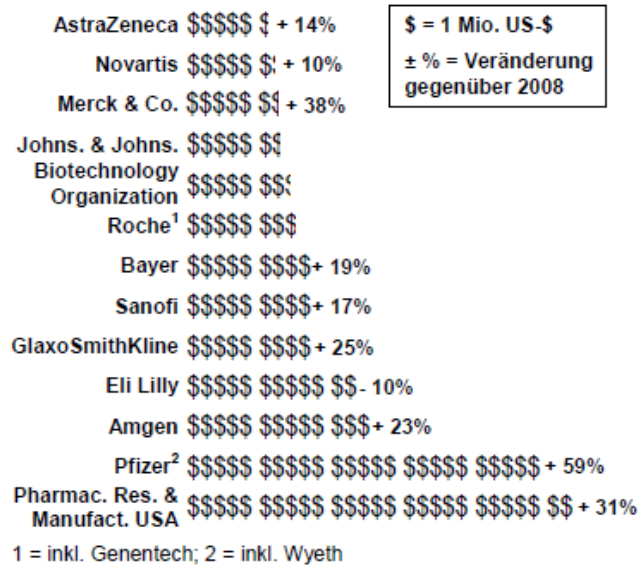 AstraZeneca $$$$$ $ + 14%
$ = 1 Mio. US-$
± % = Veränderung
gegenüber 2008
Novartis $$$$$ $$ + 10%
Merck & Co. $$$$$ $$ + 38%
Johns. & Johns. $$$$$ $$
Biotechnology
Organization $$$$$ $$$
Roche¹ $$$$$ $$$
Bayer $$$$$ $$$$+ 19%
Sanofi $$$$$ $$$$+ 17%
GlaxoSmithKline $$$$$ $$$$+ 25%
Eli Lilly $$$$$ $$$$$ $$- 10%
Amgen $$$$$ $$$$$ $$$+ 23%
Pfizer² $$$$$ $$$$$ $$$$$ $$$$$ $$$$$ + 59%
Pharmac. Res. &
Manufact. USA $$$$$ $$$$$ $$$$$ $$$$$ $$$$$ $$ + 31%
1 = inkl. Genentech; 2 = inkl. Wyeth